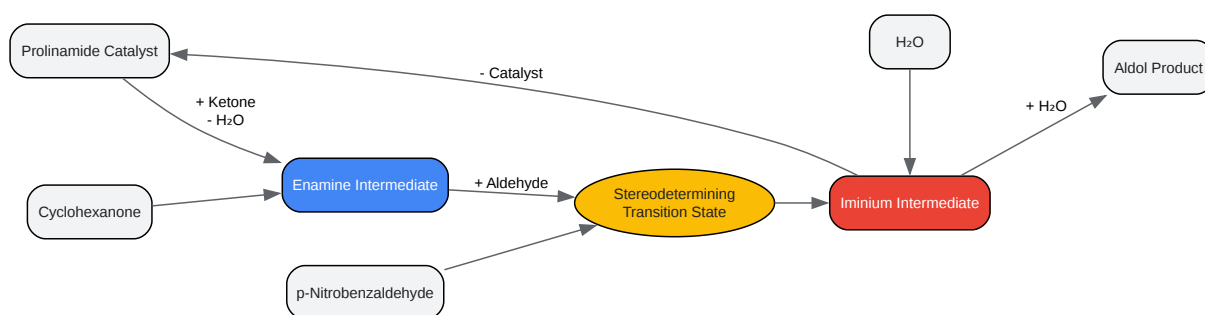 H₂O
Prolinamide Catalyst
Aldol Product
- Catalyst
+ Ketone
- H₂O
+ H₂O
Enamine Intermediate
+ Aldehyde
Stereodetermining
Transition State
Iminium Intermediate
Cyclohexanone
p-Nitrobenzaldehyde